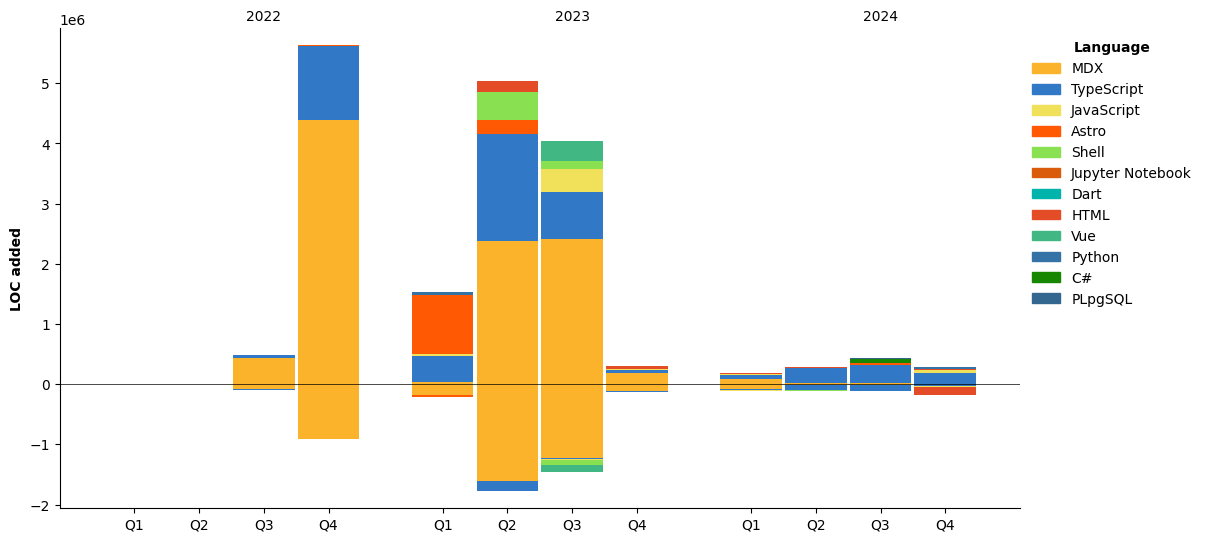 2022 2023 2024
1e6
5
4
3
2
1
0
−1
−2
LOC added
Q1 Q2 Q3 Q4 Q1 Q2 Q3 Q4 Q1 Q2 Q3 Q4
Language
MDX
TypeScript
JavaScript
Astro
Shell
Jupyter Notebook
Dart
HTML
Vue
Python
C#
PLpgSQL